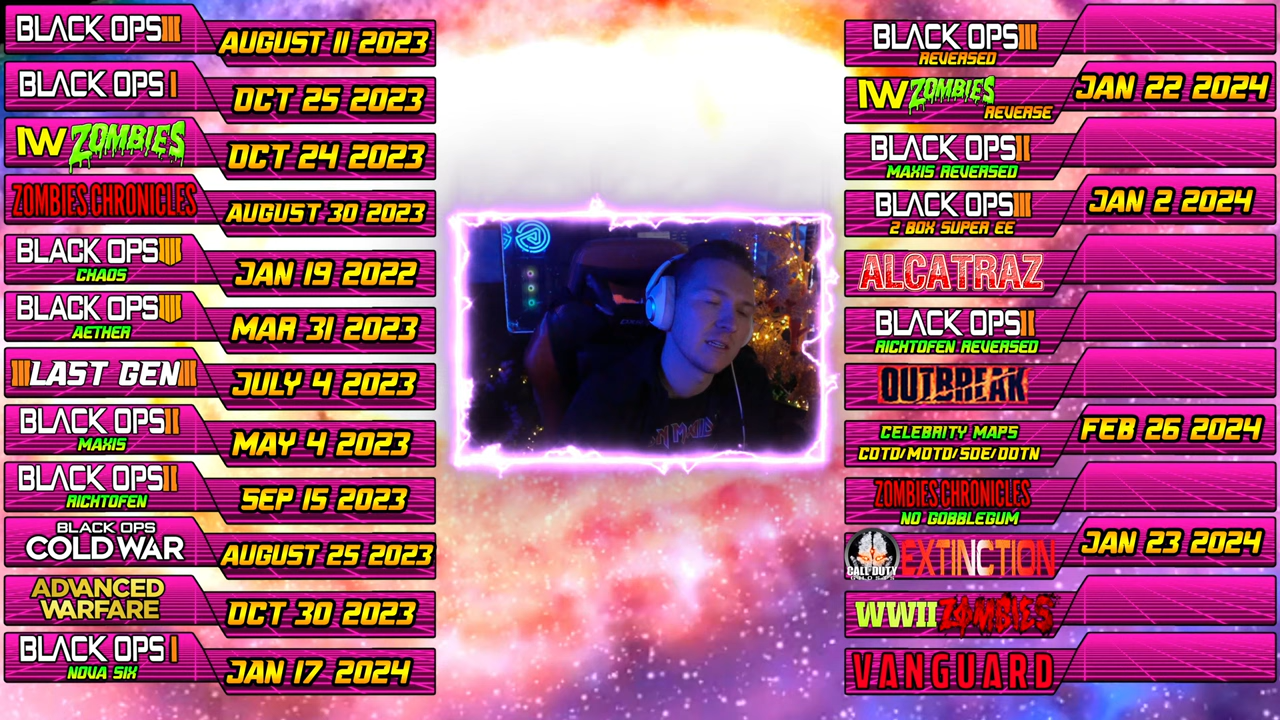 BLACK OPS III
AUGUST 11 2023
BLACK OPS I
OCT 25 2023
IW ZOMBIES
OCT 24 2023
ZOMBIES CHRONICLES
AUGUST 30 2023
BLACK OPS IIII
CHAOS
JAN 19 2022
BLACK OPS IIII
AETHER
MAR 31 2023
III LAST GEN III
JULY 4 2023
BLACK OPS II
MAXIS
MAY 4 2023
BLACK OPS II
RICHTOFEN
SEP 15 2023
BLACK OPS
COLD WAR
AUGUST 25 2023
ADVANCED
WARFARE
OCT 30 2023
BLACK OPS I
NOVA SIX
JAN 17 2024
BLACK OPS III
REVERSED
IW ZOMBIES
REVERSE
JAN 22 2024
BLACK OPS II
MAXIS REVERSED
BLACK OPS III
2 BOX SUPER EE
JAN 2 2024
ALCATRAZ
BLACK OPS II
RICHTOFEN REVERSED
OUTBREAK
CELEBRITY MAPS
COTD/MOTD/SOE/DOTN
FEB 26 2024
ZOMBIES CHRONICLES
NO GOBBLEGUM
CALL DUTY
EXTINCTION
JAN 23 2024
WWII ZOMBIES
VANGUARD